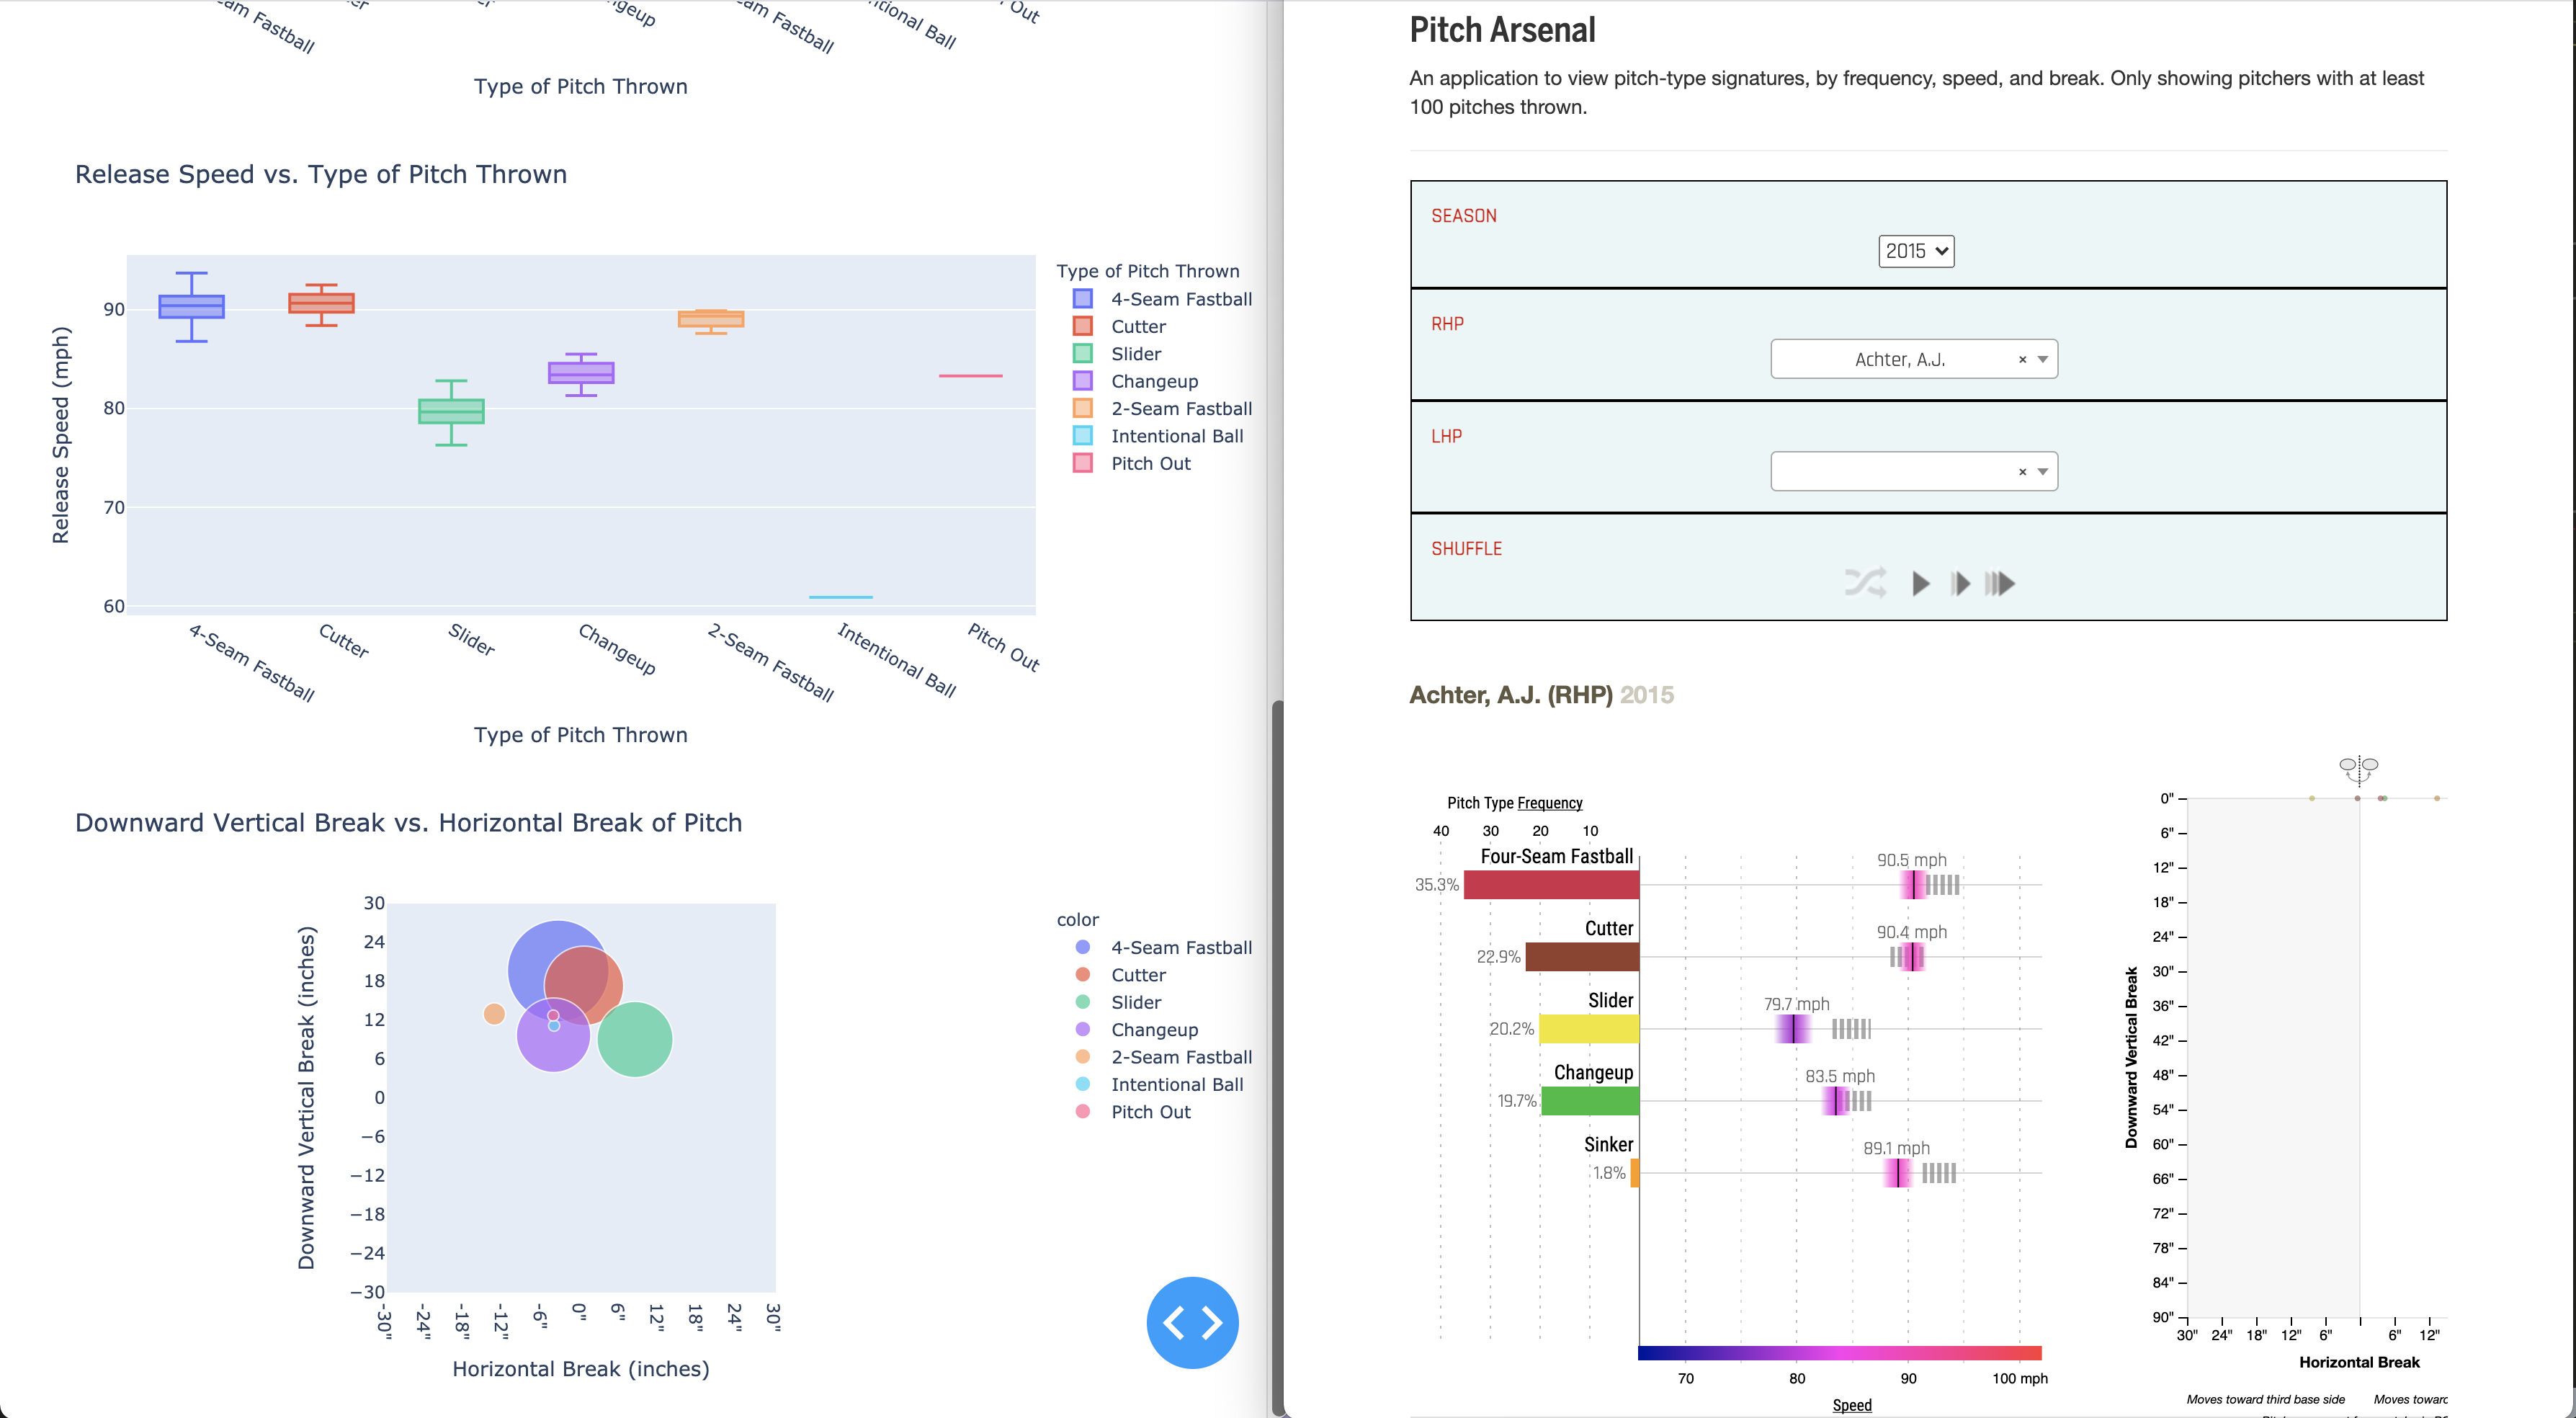 am Fastball
am Fastball
Out
Type of Pitch Thrown
Release Speed vs. Type of Pitch Thrown
Release Speed (mph)
90
80
70
60
4-Seam Fastball
Cutter
Slider
Changeup
2-Seam Fastball
Intentional Ball
Pitch Out
Type of Pitch Thrown
Type of Pitch Thrown
4-Seam Fastball
Cutter
Slider
Changeup
2-Seam Fastball
Intentional Ball
Pitch Out
Downward Vertical Break vs. Horizontal Break of Pitch
Downward Vertical Break (inches)
30
24
18
12
6
0
−6
−12
−18
−24
−30
-30"
-24"
-18"
-12"
-6"
0"
6"
12"
18"
24"
30"
Horizontal Break (inches)
color
4-Seam Fastball
Cutter
Slider
Changeup
2-Seam Fastball
Intentional Ball
Pitch Out
Pitch Arsenal
An application to view pitch-type signatures, by frequency, speed, and break. Only showing pitchers with at least
100 pitches thrown.
SEASON
2015
RHP
Achter, A.J. ×
LHP
×
SHUFFLE
Achter, A.J. (RHP) 2015
Pitch Type Frequency
40 30 20 10
Four-Seam Fastball
90.5 mph
35.3%
Cutter
90.4 mph
22.9%
Slider
79.7 mph
20.2%
Changeup
83.5 mph
19.7%
Sinker
89.1 mph
1.8%
70 80 90 100 mph
Speed
Downward Vertical Break
0"
6"
12"
18"
24"
30"
36"
42"
48"
54"
60"
66"
72"
78"
84"
90"
30" 24" 18" 12" 6" 6" 12"
Horizontal Break
Moves toward third base side Moves toward